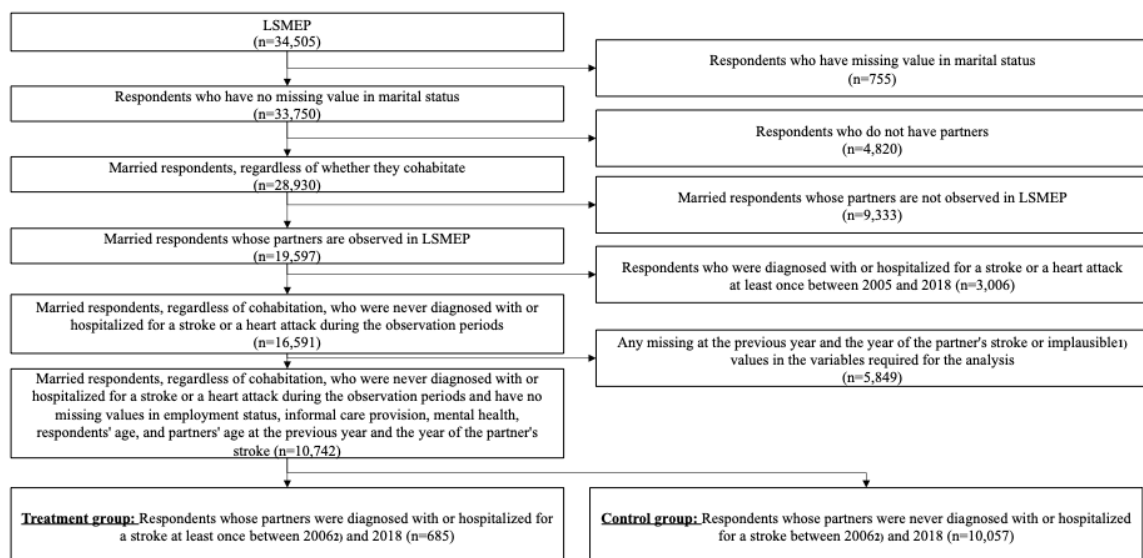 LSMEP
(n=34,505)
Respondents who have missing value in marital status
(n=755)
Respondents who have no missing value in marital status
(n=33,750)
Respondents who do not have partners
(n=4,820)
Married respondents, regardless of whether they cohabitate
(n=28,930)
Married respondents whose partners are not observed in LSMEP
(n=9,333)
Married respondents whose partners are observed in LSMEP
(n=19,597)
Respondents who were diagnosed with or hospitalized for a stroke or a heart attack
at least once between 2005 and 2018 (n=3,006)
Married respondents, regardless of cohabitation, who were never diagnosed with or
hospitalized for a stroke or a heart attack during the observation periods
(n=16,591)
Any missing at the previous year and the year of the partner's stroke or implausible1)
values in the variables required for the analysis
(n=5,849)
Married respondents, regardless of cohabitation, who were never diagnosed with or
hospitalized for a stroke or a heart attack during the observation periods and have no
missing values in employment status, informal care provision, mental health,
respondents' age, and partners' age at the previous year and the year of the partner's
stroke (n=10,742)
Treatment group: Respondents whose partners were diagnosed with or hospitalized for
a stroke at least once between 20062) and 2018 (n=685)
Control group: Respondents whose partners were never diagnosed with or hospitalized
for a stroke between 20062) and 2018 (n=10,057)